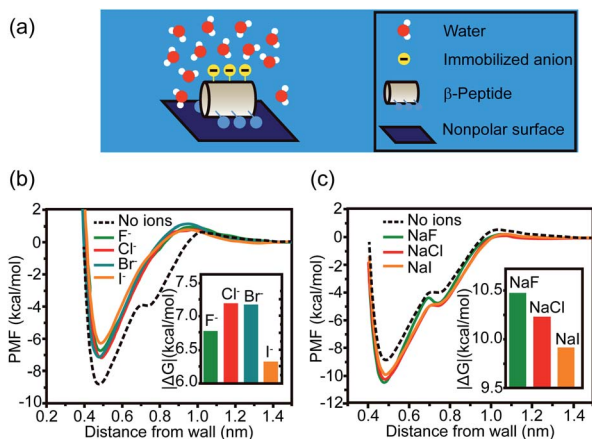 (a)
Water
Immobilized anion
β-Peptide
Nonpolar surface
(b)
2
0
-2
-4
-6
-8
-10
-12
PMF (kcal/mol)
No ions
F-
Cl-
Br-
I-
|ΔG|(kcal/mol)
7.5
7.0
6.5
6.0
F-
Cl-
Br-
I-
0.2 0.4 0.6 0.8 1.0 1.2 1.4
Distance from wall (nm)
(c)
2
0
-2
-4
-6
-8
-10
-12
PMF (kcal/mol)
No ions
NaF
NaCl
NaI
|ΔG|(kcal/mol)
10.5
10.0
9.5
NaF
NaCl
NaI
0.2 0.4 0.6 0.8 1.0 1.2 1.4
Distance from wall (nm)